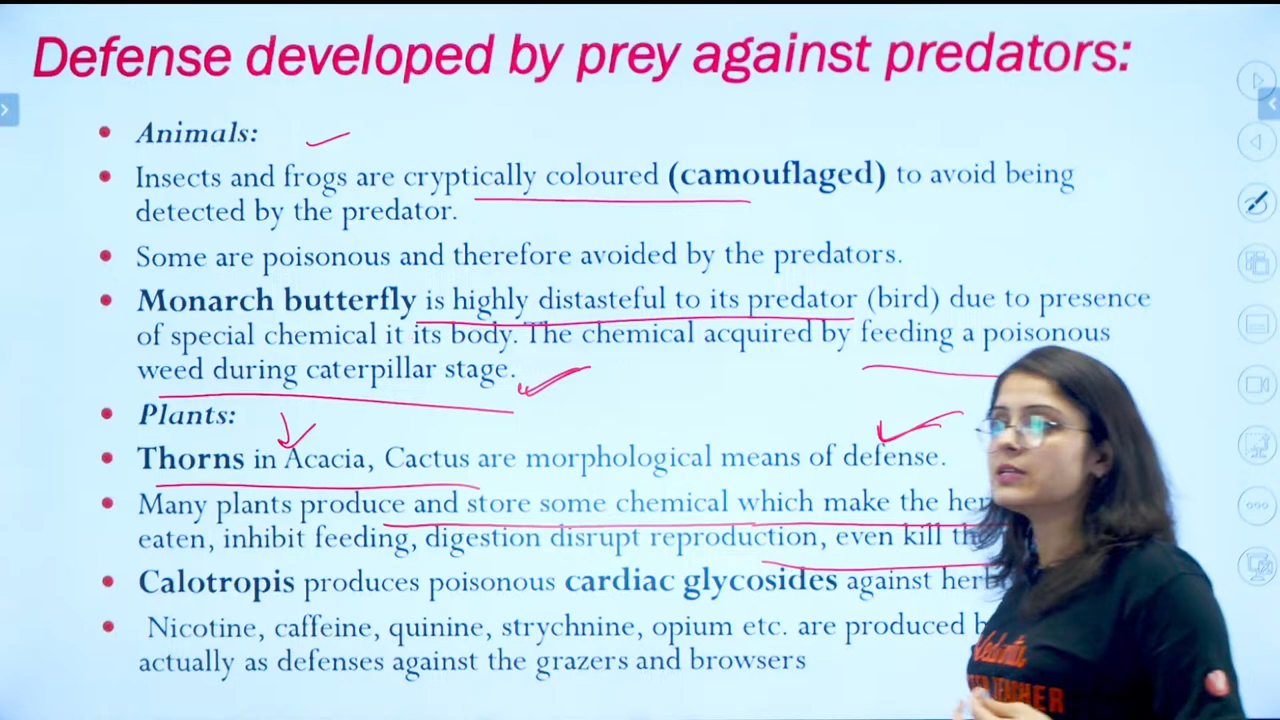 Defense developed by prey against predators:
Animals:
Insects and frogs are cryptically coloured (camouflaged) to avoid being
detected by the predator.
Some are poisonous and therefore avoided by the predators.
Monarch butterfly is highly distasteful to its predator (bird) due to presence
of special chemical it its body. The chemical acquired by feeding a poisonous
weed during caterpillar stage.
Plants:
Thorns in Acacia, Cactus are morphological means of defense.
Many plants produce and store some chemical which make the
eaten, inhibit feeding, digestion disrupt reproduction, even kill
Calotropis produces poisonous cardiac glycosides against
Nicotine, caffeine, quinine, strychnine, opium etc. are produced
actually as defenses against the grazers and browsers